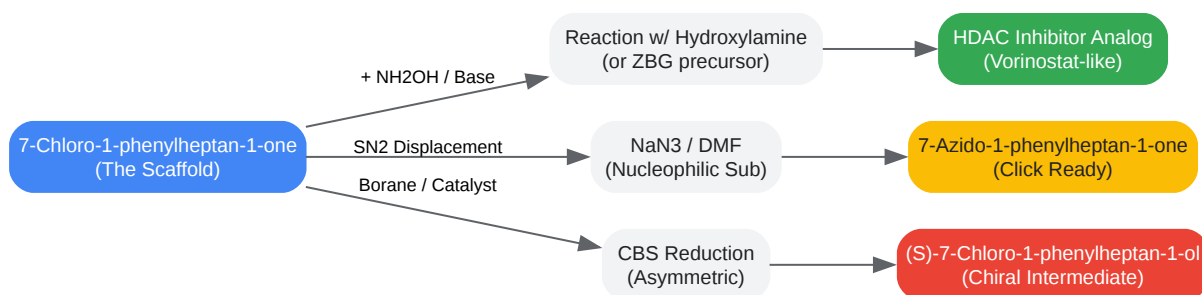 7-Chloro-1-phenylheptan-1-one
(The Scaffold)
+ NH2OH / Base
SN2 Displacement
Borane / Catalyst
Reaction w/ Hydroxylamine
(or ZBG precursor)
HDAC Inhibitor Analog
(Vorinostat-like)
NaN3 / DMF
(Nucleophilic Sub)
7-Azido-1-phenylheptan-1-one
(Click Ready)
CBS Reduction
(Asymmetric)
(S)-7-Chloro-1-phenylheptan-1-ol
(Chiral Intermediate)